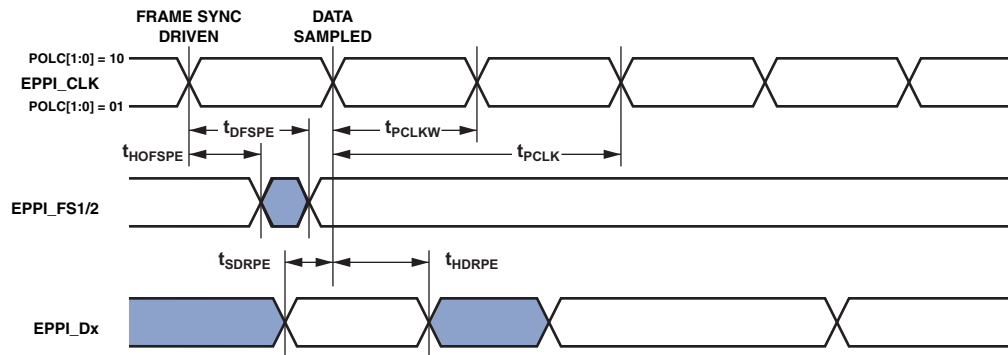 FRAME SYNC
DRIVEN
DATA
SAMPLED
POLC[1:0] = 10
EPPI_CLK
POLC[1:0] = 01
tDFSPE
tPCLKW
tHOFSPE
tPCLK
EPPI_FS1/2
tSDRPE
tHDRPE
EPPI_Dx